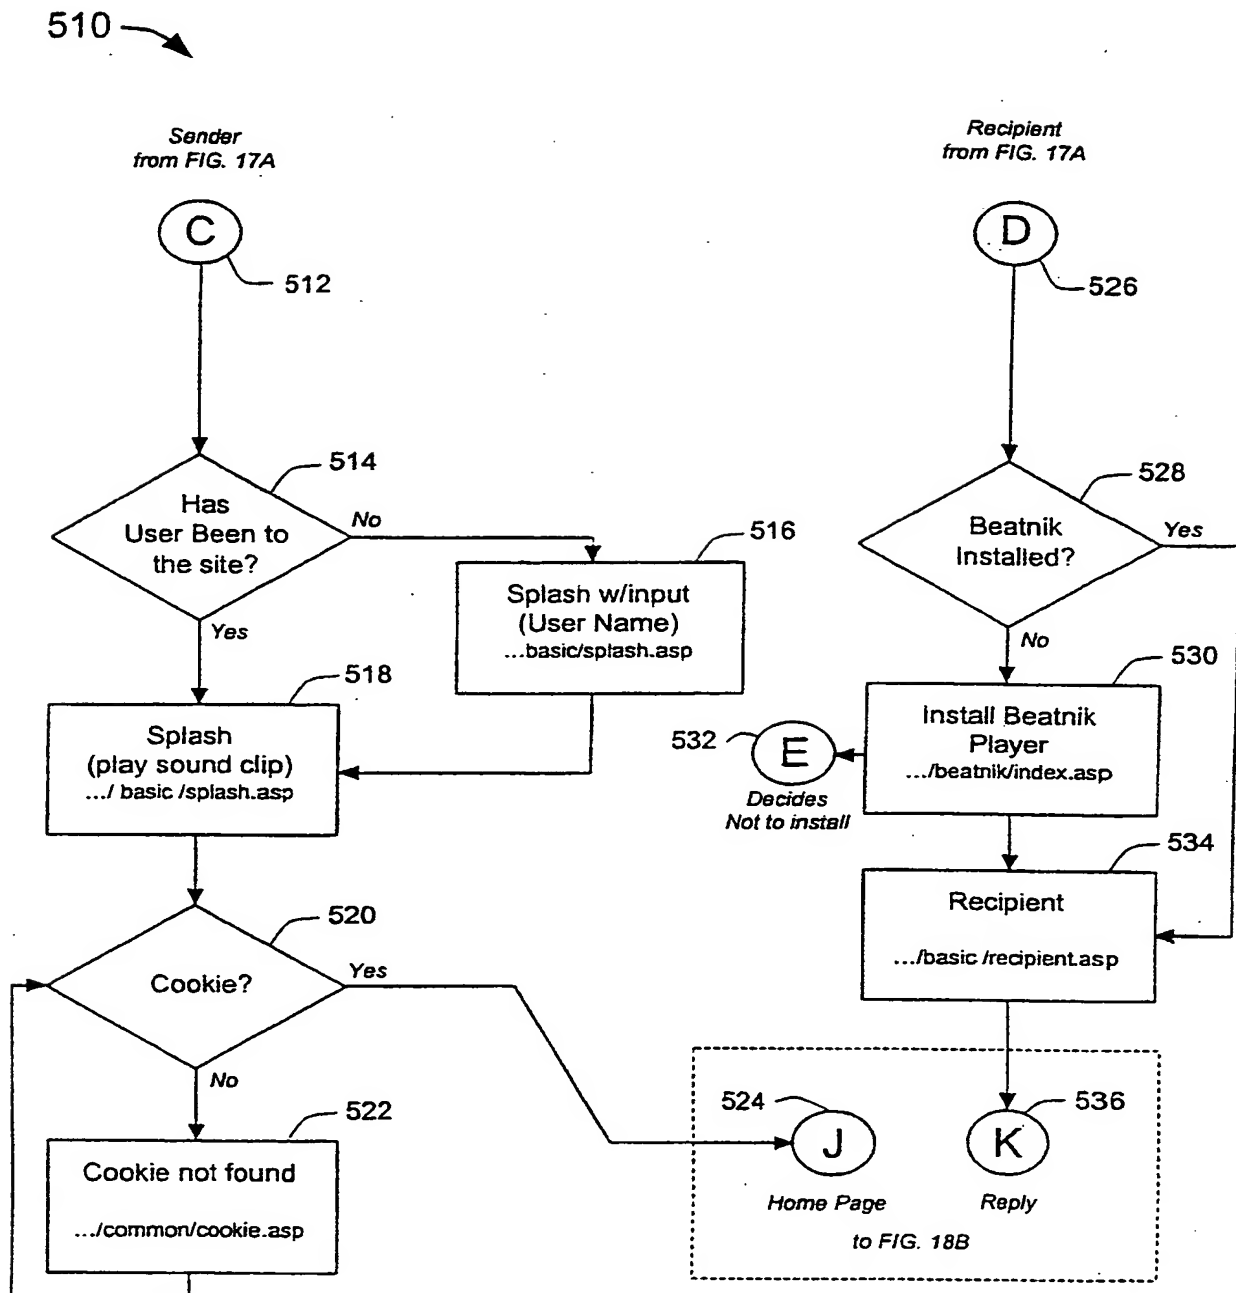 510
Sender
from FIG. 17A
C
512
Has
User Been to
the site?
514
No
Yes
Splash w/input
(User Name)
...basic/splash.asp
516
Splash
(play sound clip)
.../ basic /splash.asp
518
Cookie?
520
Yes
No
Cookie not found
.../common/cookie.asp
522
Recipient
from FIG. 17A
D
526
Beatnik
Installed?
528
Yes
No
Install Beatnik
Player
.../beatnik/index.asp
530
532
E
Decides
Not to install
Recipient
.../basic /recipient.asp
534
524
J
Home Page
K
536
Reply
to FIG. 18B